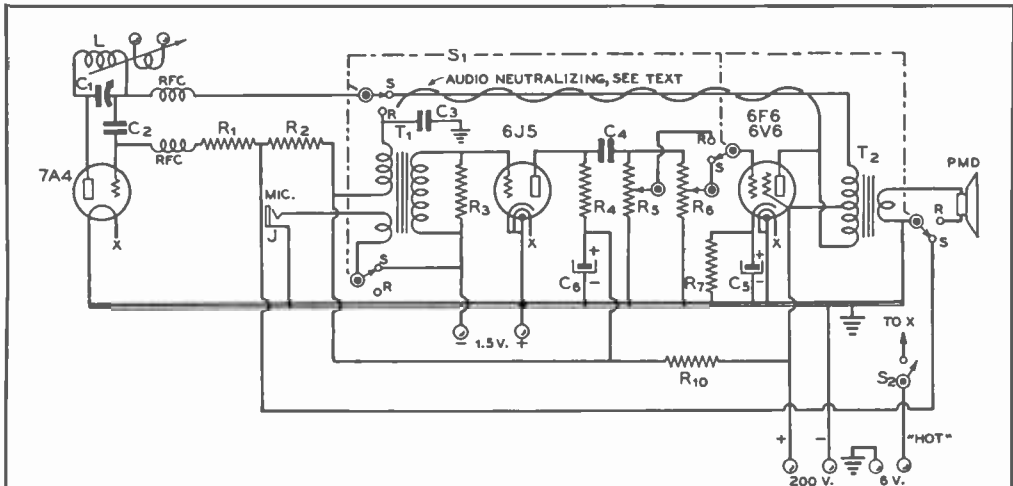 L
S1
C1
RFC
S
AUDIO NEUTRALIZING, SEE TEXT
R
C3
T1
6J5
C4
6F6
6V6
C2
R1
R2
RFC
T2
PMD
7A4
MIC.
J
R3
R4
R5
R
S
R6
R
S
X
X
X
S
R
C6
+
-
R7
+
C5
-
- 1.5 V. +
TO X
R10
S2
+
-
"HOT"
200 V.
6 V.